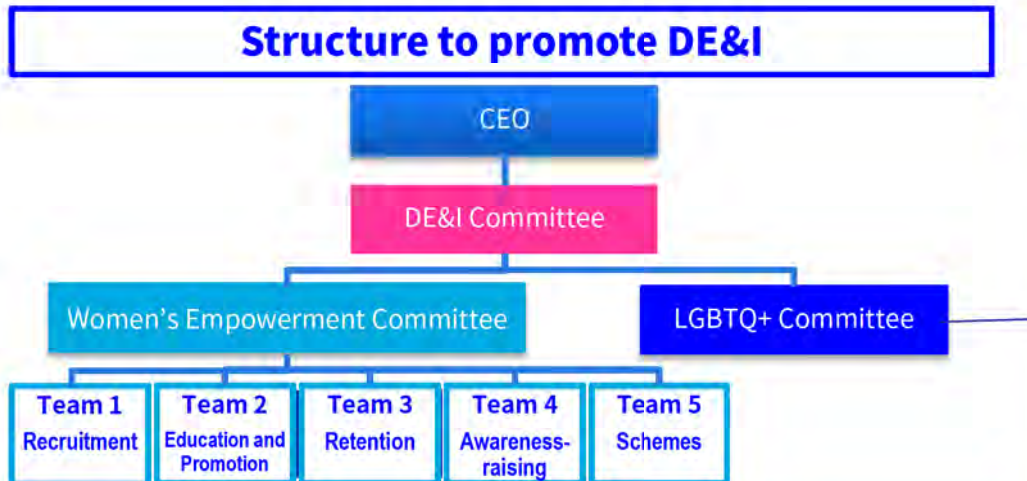 Structure to promote DE&I
CEO
DE&I Committee
Women's Empowerment Committee
LGBTQ+ Committee
Team 1
Recruitment
Team 2
Education and
Promotion
Team 3
Retention
Team 4
Awareness-
raising
Team 5
Schemes